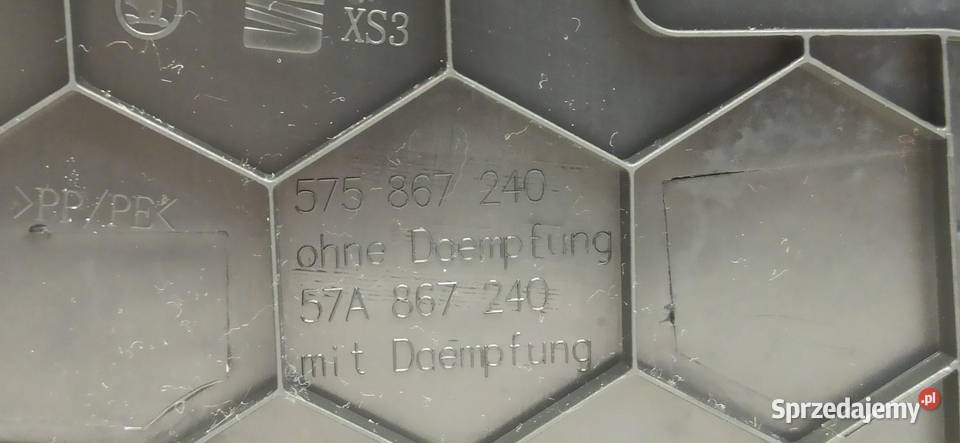 XS3
>PP/PE<
575 867 240
ohne Daempfung
57A 867 240
mit Daempfung
Sprzedajemy.pl